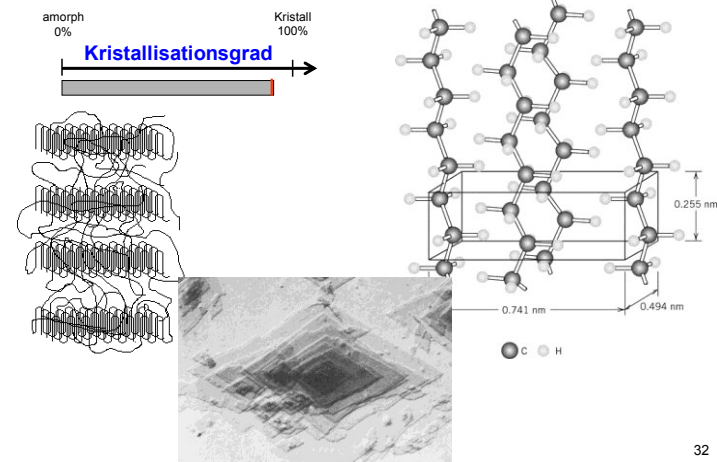 amorph
0%
Kristall
100%
Kristallisationsgrad
0.255 nm
0.741 nm
0.494 nm
C H
32